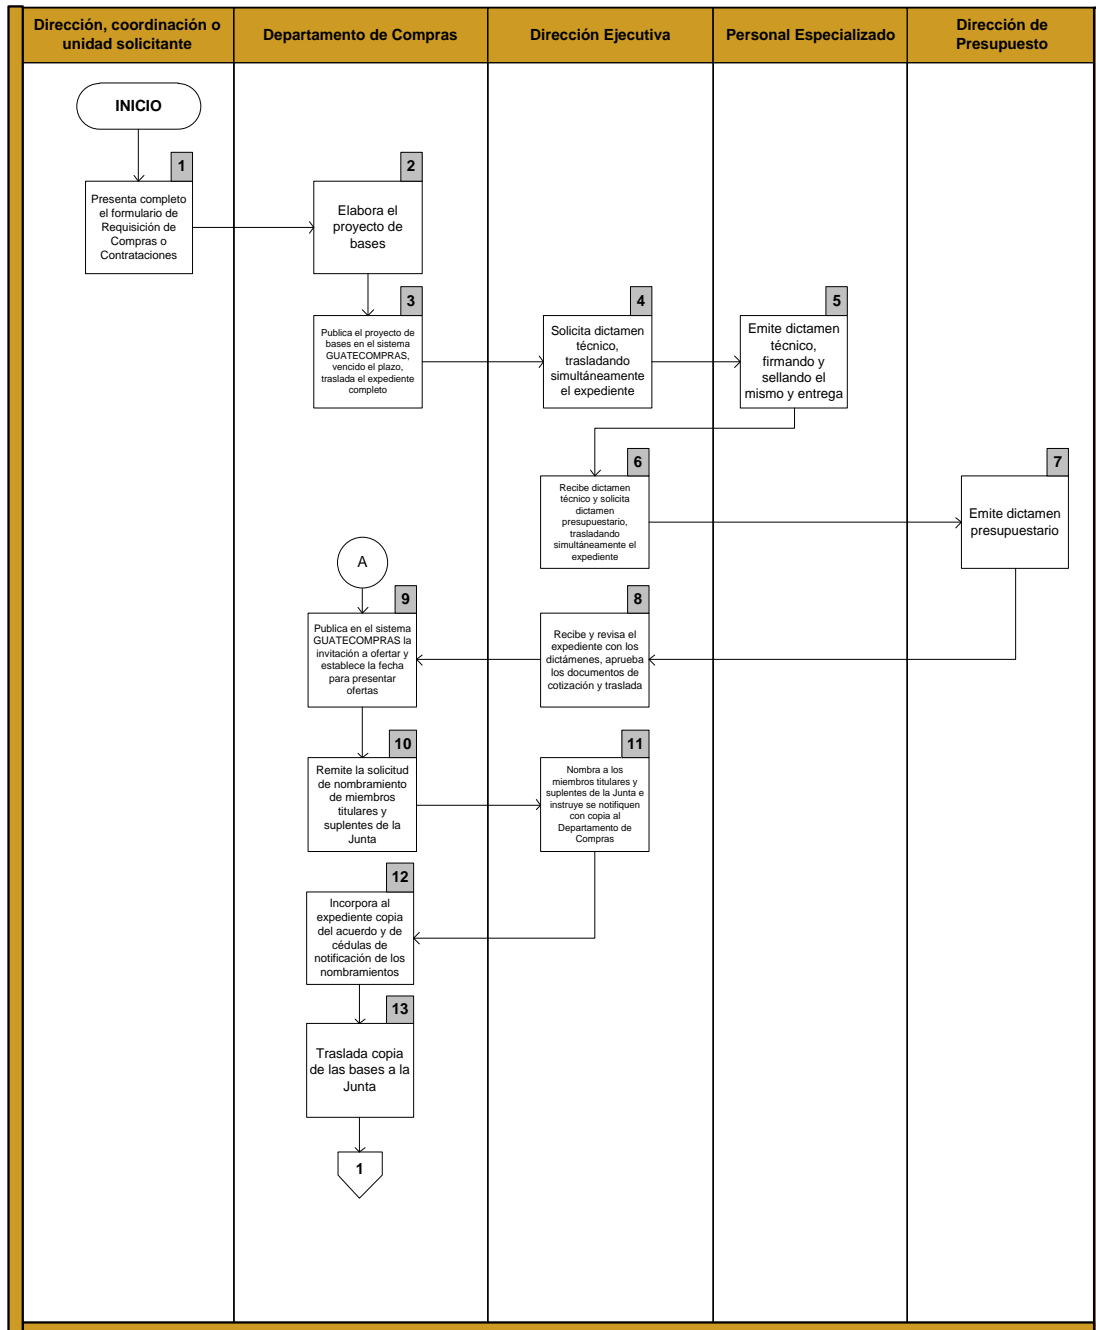 Dirección, coordinación o
unidad solicitante
Departamento de Compras
Dirección Ejecutiva
Personal Especializado
Dirección de
Presupuesto
INICIO
1
Presenta completo
el formulario de
Requisición de
Compras o
Contrataciones
2
Elabora el
proyecto de
bases
3
Publica el proyecto de
bases en el sistema
GUATECOMPRAS,
vencido el plazo,
traslada el expediente
completo
4
Solicita dictamen
técnico,
trasladando
simultáneamente
el expediente
5
Emite dictamen
técnico,
firmando y
sellando el
mismo y entrega
6
Recibe dictamen
técnico y solicita
dictamen
presupuestario,
trasladando
simultáneamente el
expediente
7
Emite dictamen
presupuestario
8
Recibe y revisa el
expediente con los
dictámenes, aprueba
los documentos de
cotización y traslada
A
9
Publica en el sistema
GUATECOMPRAS la
invitación a ofertar y
establece la fecha
para presentar
ofertas
10
Remite la solicitud
de nombramiento
de miembros
titulares y
suplentes de la
Junta
11
Nombra a los
miembros titulares y
suplentes de la Junta e
instruye se notifiquen
con copia al
Departamento de
Compras
12
Incorpora al
expediente copia
del acuerdo y de
cédulas de
notificación de los
nombramientos
13
Traslada copia
de las bases a la
Junta
1